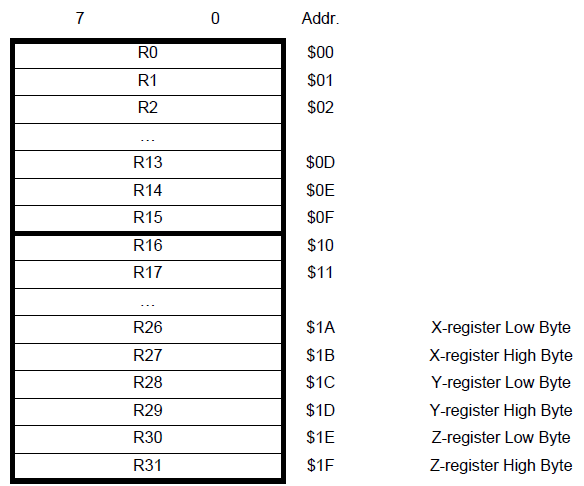 7 0 Addr.
R0 $00
R1 $01
R2 $02
...
R13 $0D
R14 $0E
R15 $0F
R16 $10
R17 $11
...
R26 $1A X-register Low Byte
R27 $1B X-register High Byte
R28 $1C Y-register Low Byte
R29 $1D Y-register High Byte
R30 $1E Z-register Low Byte
R31 $1F Z-register High Byte